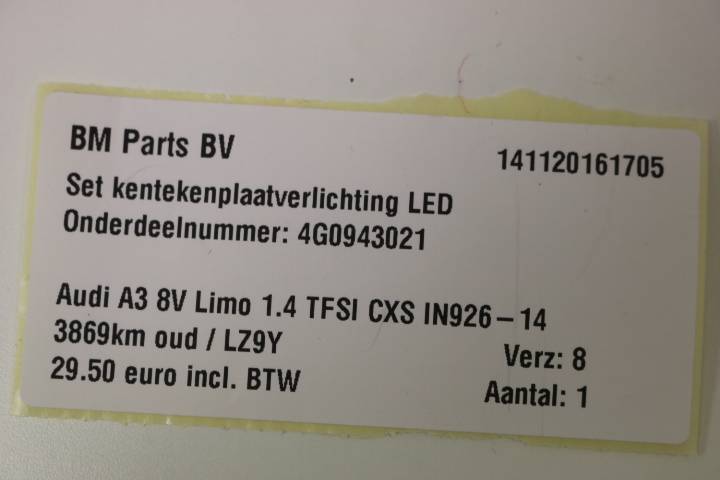 BM Parts BV 141120161705
Set kentekenplaatverlichting LED
Onderdeelnummer: 4G0943021
Audi A3 8V Limo 1.4 TFSI CXS IN926-14
3869km oud / LZ9Y Verz: 8
29.50 euro incl. BTW Aantal: 1